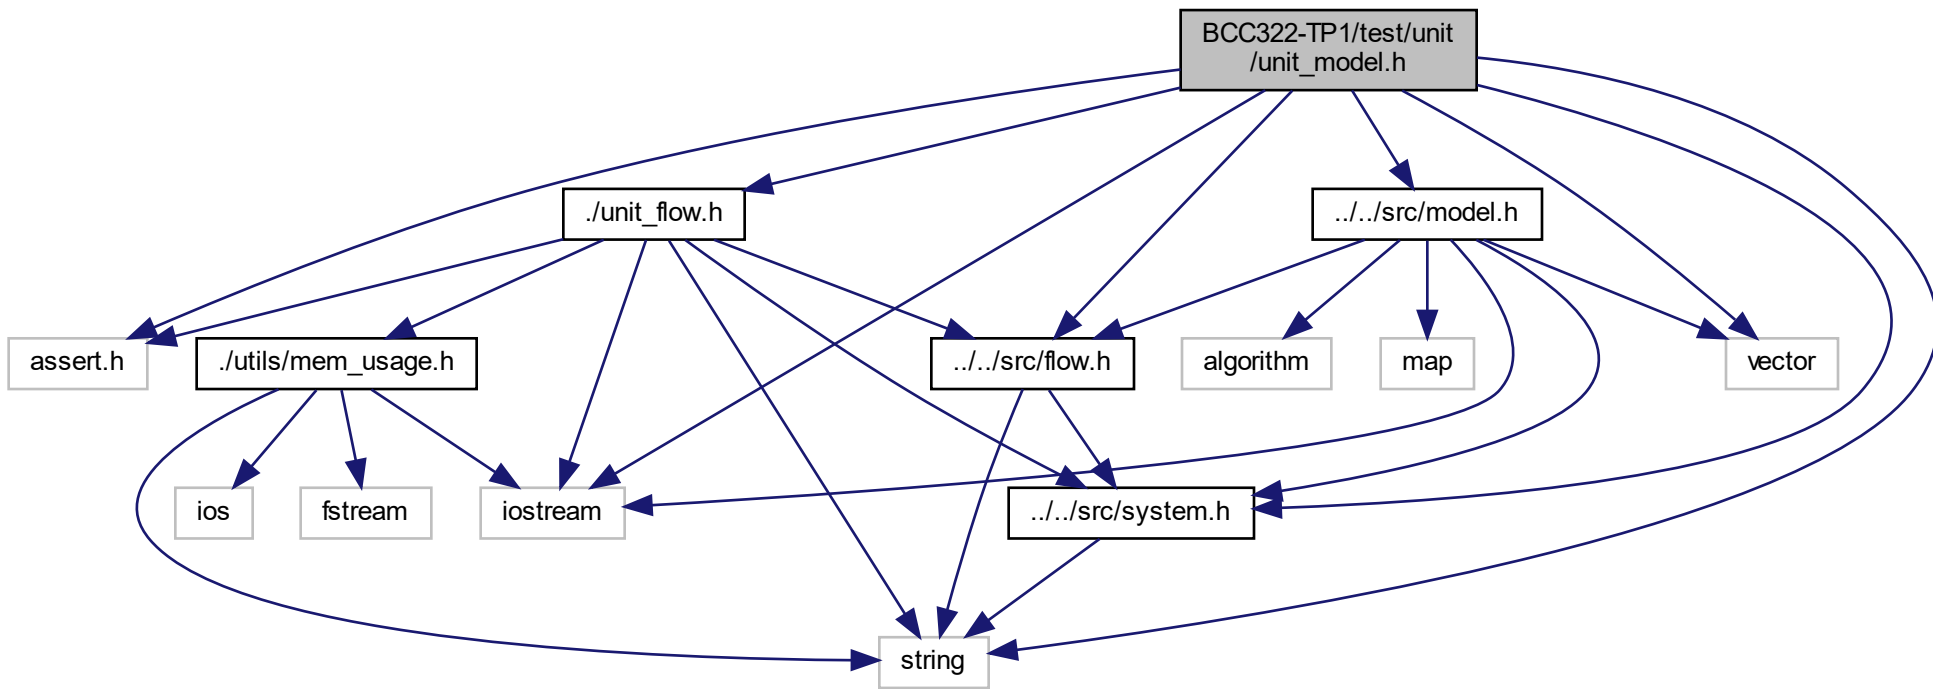 BCC322-TP1/test/unit
/unit_model.h
./unit_flow.h
../../src/model.h
assert.h
./utils/mem_usage.h
../../src/flow.h
algorithm
map
vector
ios
fstream
iostream
../../src/system.h
string